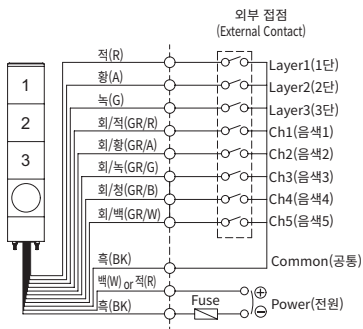 외부 접점
(External Contact)
적(R)
Layer1(1단)
황(A)
Layer2(2단)
녹(G)
Layer3(3단)
회/적(GR/R)
Ch1(음색1)
회/황(GR/A)
Ch2(음색2)
회/녹(GR/G)
Ch3(음색3)
회/청(GR/B)
Ch4(음색4)
회/백(GR/W)
Ch5(음색5)
1
2
3
흑(BK)
Common(공통)
백(W) or 적(R)
⊕
흑(BK)
Fuse
⊖
Power(전원)